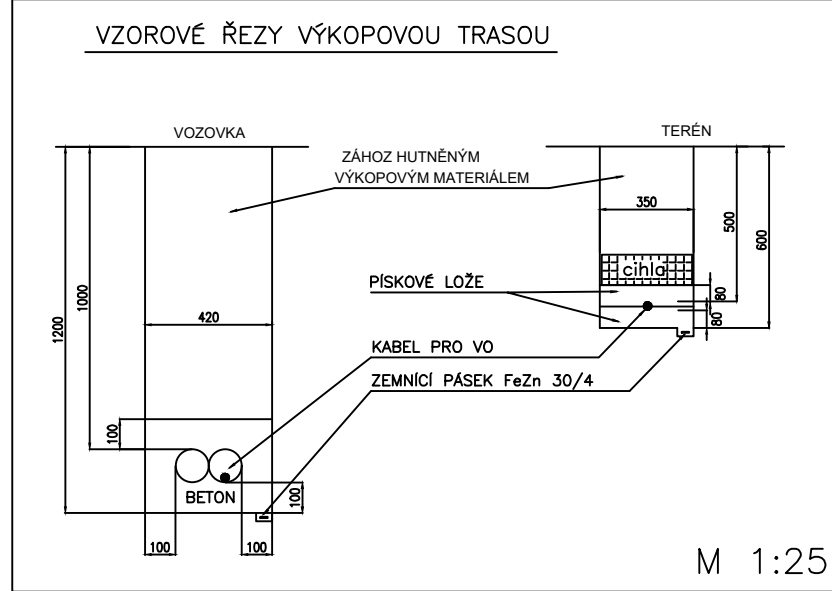 VZOROVÉ ŘEZY VÝKOPOVOU TRASOU
VOZOVKA
TERÉN
ZÁHOZ HUTNĚNÝM
VÝKOPOVÝM MATERIÁLEM
350
500
600
cihla
PÍSKOVÉ LOŽE
80
80
1000
1200
420
KABEL PRO VO
ZEMNÍCÍ PÁSEK FeZn 30/4
100
BETON
100
100
100
M 1:25